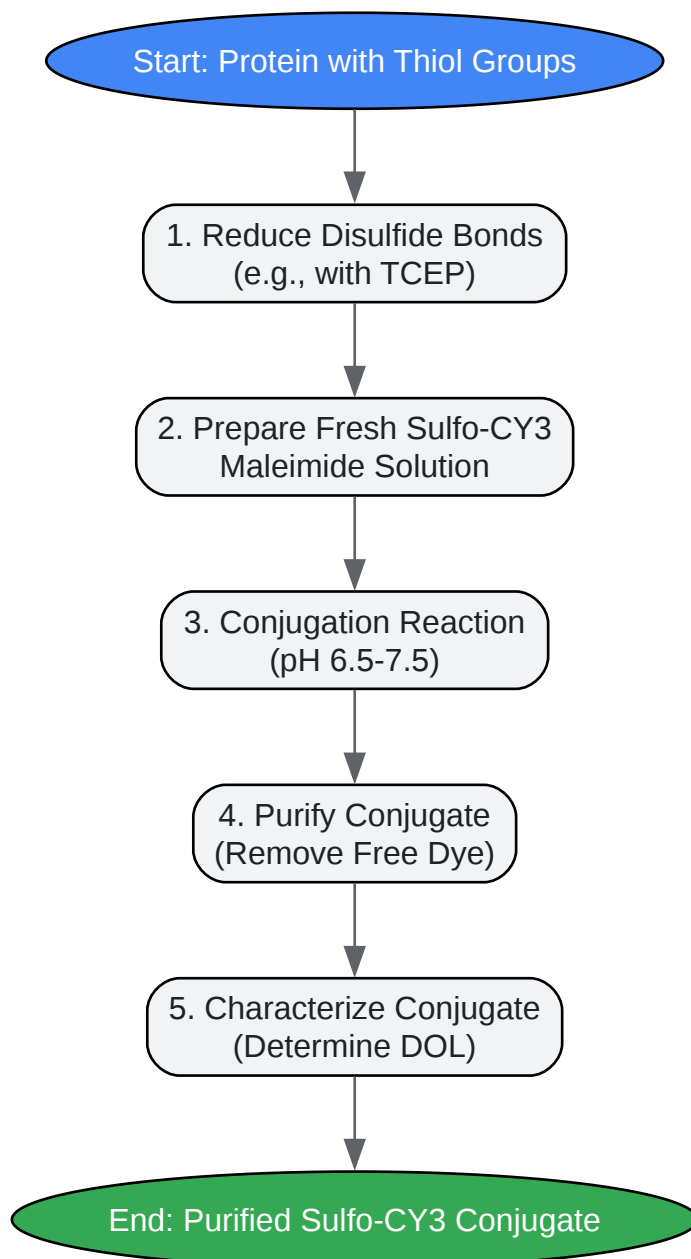 Start: Protein with Thiol Groups
1. Reduce Disulfide Bonds
(e.g., with TCEP)
2. Prepare Fresh Sulfo-CY3
Maleimide Solution
3. Conjugation Reaction
(pH 6.5-7.5)
4. Purify Conjugate
(Remove Free Dye)
5. Characterize Conjugate
(Determine DOL)
End: Purified Sulfo-CY3 Conjugate